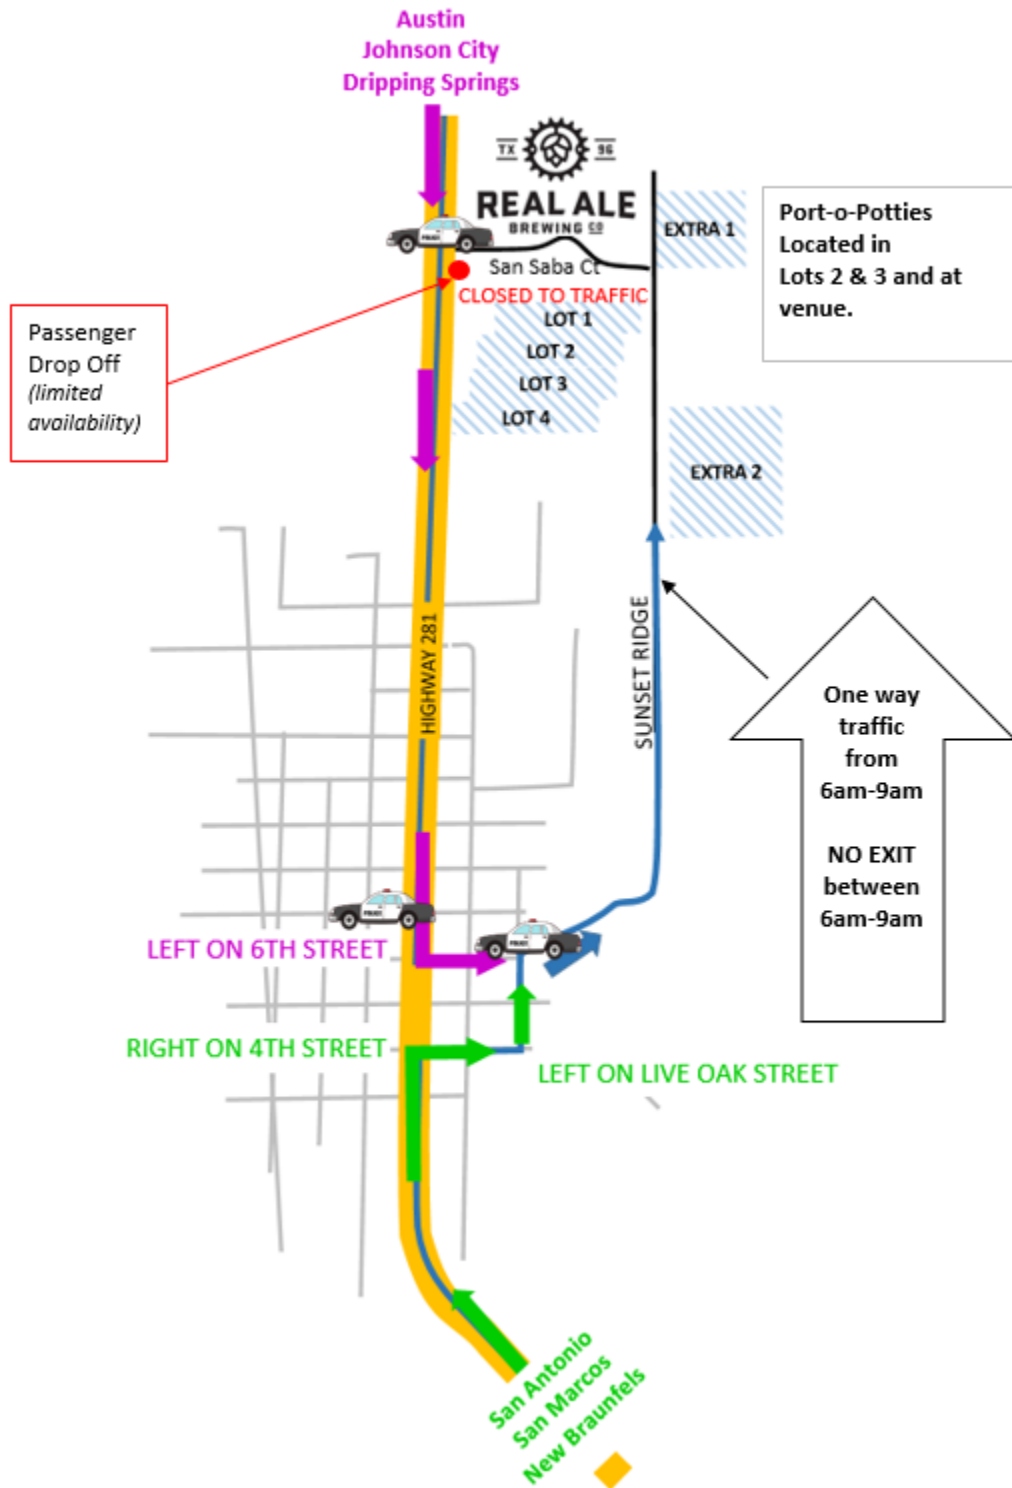 Austin
Johnson City
Dripping Springs
TX 96
REAL ALE
BREWING CO
San Saba Ct
CLOSED TO TRAFFIC
EXTRA 1
Port-o-Potties
Located in
Lots 2 & 3 and at
venue.
Passenger
Drop Off
(limited
availability)
LOT 1
LOT 2
LOT 3
LOT 4
EXTRA 2
HIGHWAY 281
SUNSET RIDGE
One way
traffic
from
6am-9am
NO EXIT
between
6am-9am
POLICE
POLICE
POLICE
LEFT ON 6TH STREET
RIGHT ON 4TH STREET
LEFT ON LIVE OAK STREET
San Antonio
San Marcos
New Braunfels